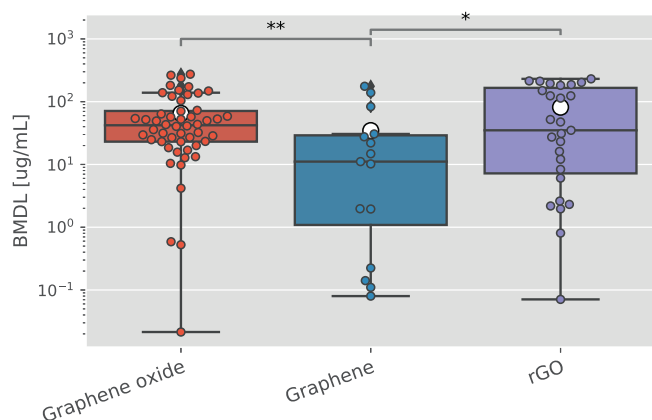 ** *
10³
10²
10¹
10⁰
10⁻¹
BMDL [ug/mL]
Graphene oxide
Graphene
rGO